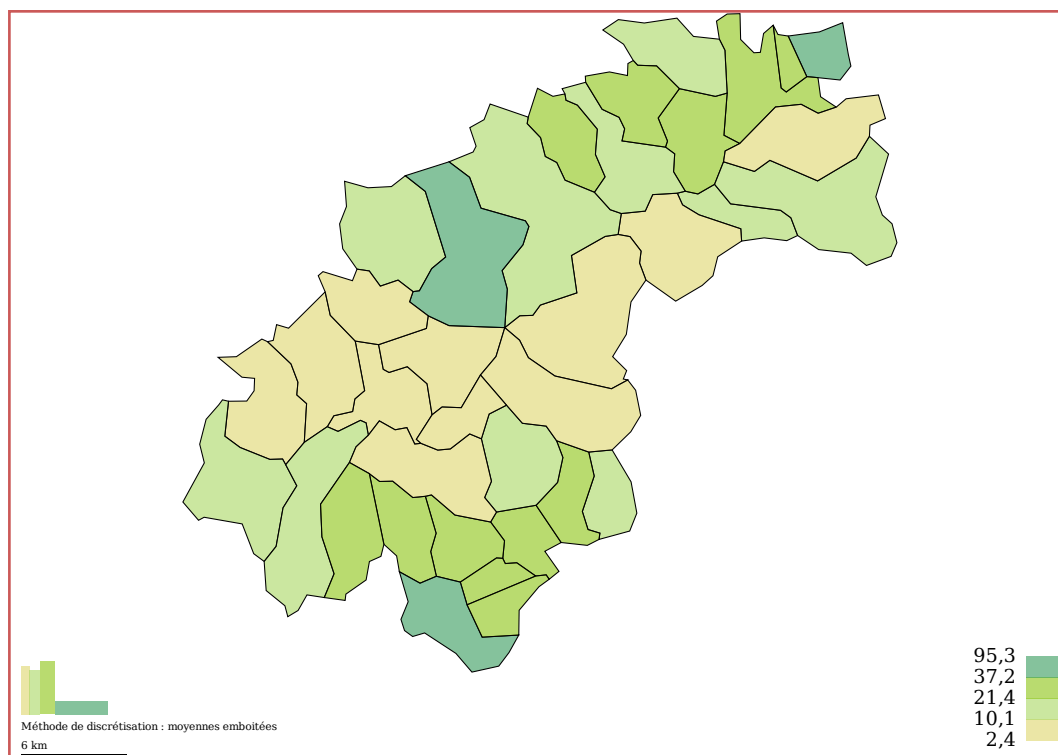 95,3
37,2
21,4
10,1
2,4
Méthode de discrétisation : moyennes emboitées
6 km